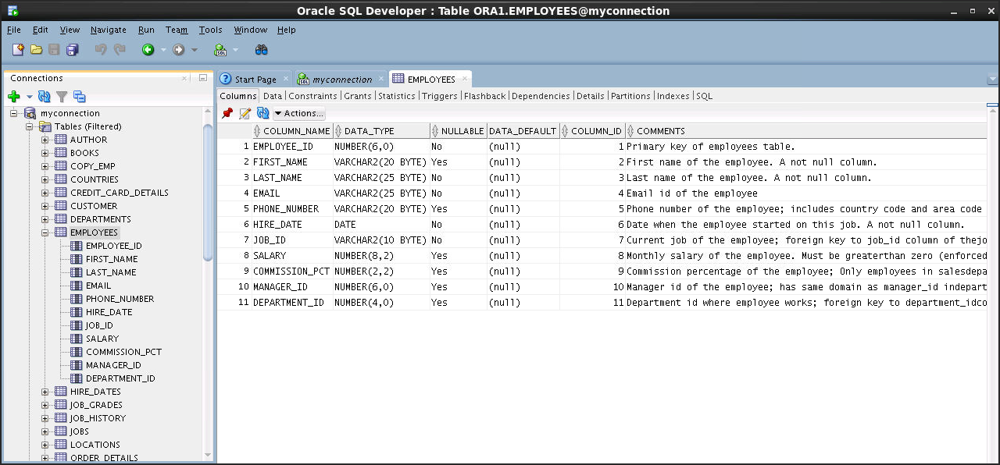 Oracle SQL Developer : Table ORA1.EMPLOYEES@myconnection
File Edit View Navigate Run Team Tools Window Help
SQL
Connections
Start Page myconnection EMPLOYEES
Columns Data Constraints Grants Statistics Triggers Flashback Dependencies Details Partitions Indexes SQL
Actions...
myconnection
Tables (Filtered)
AUTHOR
BOOKS
COPY_EMP
COUNTRIES
CREDIT_CARD_DETAILS
CUSTOMER
DEPARTMENTS
EMPLOYEES
EMPLOYEE_ID
FIRST_NAME
LAST_NAME
EMAIL
PHONE_NUMBER
HIRE_DATE
JOB_ID
SALARY
COMMISSION_PCT
MANAGER_ID
DEPARTMENT_ID
HIRE_DATES
JOB_GRADES
JOB_HISTORY
JOBS
LOCATIONS
ORDER_DETAILS
COLUMN_NAME DATA_TYPE NULLABLE DATA_DEFAULT COLUMN_ID COMMENTS
1 EMPLOYEE_ID NUMBER(6,0) No (null) 1 Primary key of employees table.
2 FIRST_NAME VARCHAR2(20 BYTE) Yes (null) 2 First name of the employee. A not null column.
3 LAST_NAME VARCHAR2(25 BYTE) No (null) 3 Last name of the employee. A not null column.
4 EMAIL VARCHAR2(25 BYTE) No (null) 4 Email id of the employee
5 PHONE_NUMBER VARCHAR2(20 BYTE) Yes (null) 5 Phone number of the employee; includes country code and area code
6 HIRE_DATE DATE No (null) 6 Date when the employee started on this job. A not null column.
7 JOB_ID VARCHAR2(10 BYTE) No (null) 7 Current job of the employee; foreign key to job_id column of thejo
8 SALARY NUMBER(8,2) Yes (null) 8 Monthly salary of the employee. Must be greaterthan zero (enforced
9 COMMISSION_PCT NUMBER(2,2) Yes (null) 9 Commission percentage of the employee; Only employees in salesdepa
10 MANAGER_ID NUMBER(6,0) Yes (null) 10 Manager id of the employee; has same domain as manager_id indepart
11 DEPARTMENT_ID NUMBER(4,0) Yes (null) 11 Department id where employee works; foreign key to department_idco